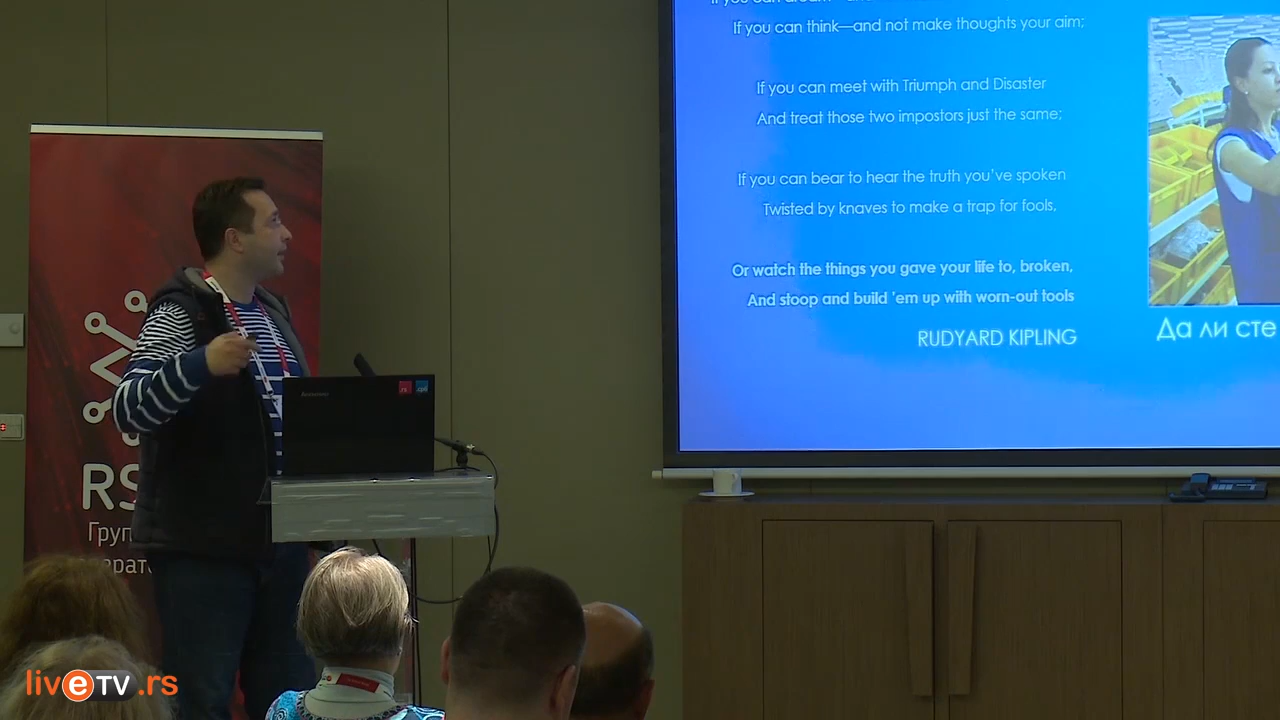 If you can think—and not make thoughts your aim;
If you can meet with Triumph and Disaster
And treat those two impostors just the same;
If you can bear to hear the truth you've spoken
Twisted by knaves to make a trap for fools,
Or watch the things you gave your life to, broken,
And stoop and build 'em up with worn-out tools
RUDYARD KIPLING
Да ли сте
RS
Груп
ерат
Lenovo
.rs
.срб
livetv.rs